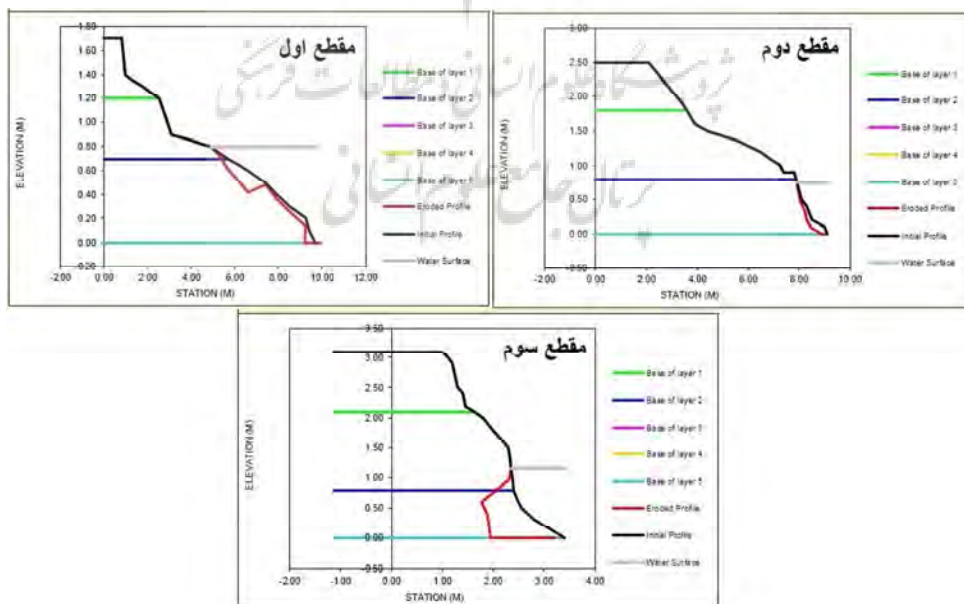 مقطع اول
ELEVATION (M)
1.80
1.60
1.40
1.20
1.00
0.80
0.60
0.40
0.20
0.00
-0.20
-2.00 0.00 2.00 4.00 6.00 8.00 10.00 12.00
STATION (M)
Base of layer 1
Base of layer 2
Base of layer 3
Base of layer 4
Base of layer 5
Eroded Profile
Initial Profile
Water Surface
مقطع دوم
ELEVATION (M)
3.00
2.50
2.00
1.50
1.00
0.50
0.00
-0.50
-2.00 0.00 2.00 4.00 6.00 8.00 10.00
STATION (M)
Base of layer 1
Base of layer 2
Base of layer 3
Base of layer 4
Base of layer 5
Eroded Profile
Initial Profile
Water Surface
مقطع سوم
ELEVATION (M)
3.50
3.00
2.50
2.00
1.50
1.00
0.50
0.00
-0.50
-2.00 -1.00 0.00 1.00 2.00 3.00 4.00
STATION (M)
Base of layer 1
Base of layer 2
Base of layer 3
Base of layer 4
Base of layer 5
Eroded Profile
Initial Profile
Water Surface
پژوهشگاه علوم انسانی و مطالعات فرهنگی
پرتال جامع علوم انسانی